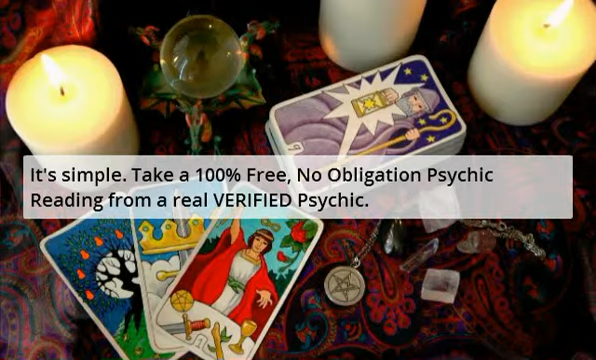 It's simple. Take a 100% Free, No Obligation Psychic
Reading from a real VERIFIED Psychic.